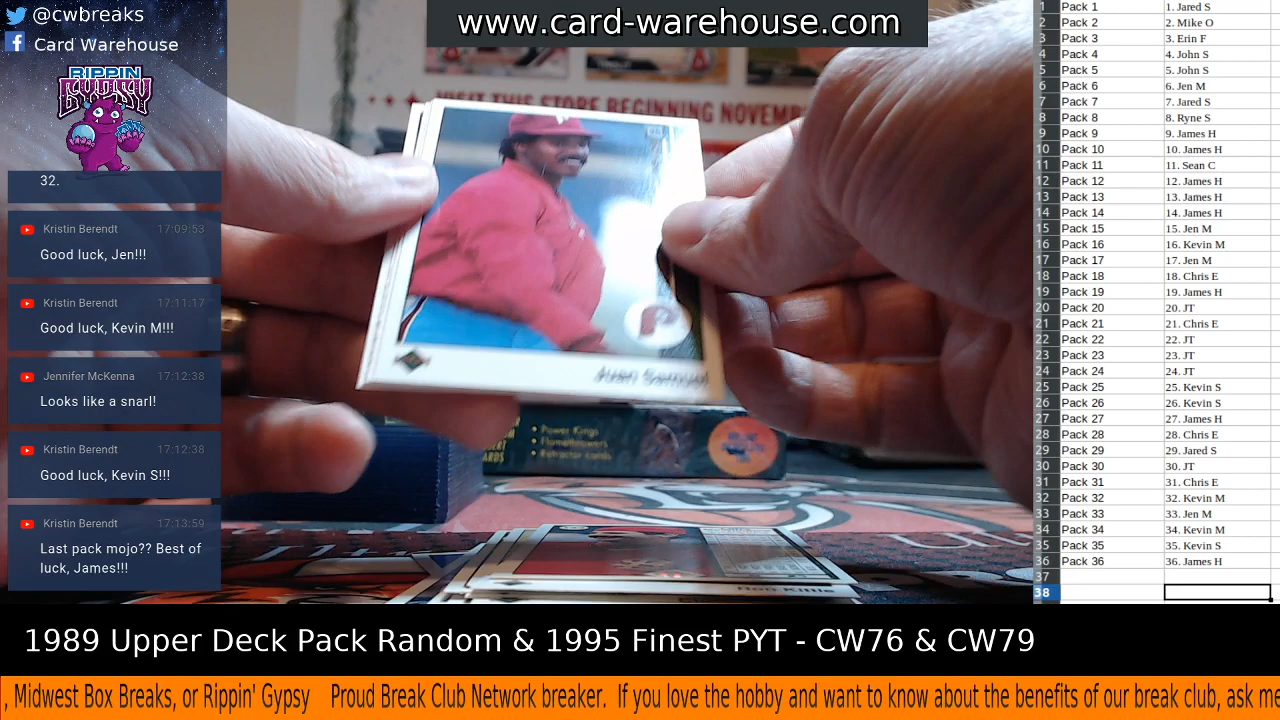 @cwbreaks
Card Warehouse
RIPPIN
GYPSY
32.
Kristin Berendt 17:09:53
Good luck, Jen!!!
Kristin Berendt 17:11:17
Good luck, Kevin M!!!
Jennifer McKenna 17:12:38
Looks like a snarl!
Kristin Berendt 17:12:38
Good luck, Kevin S!!!
Kristin Berendt 17:13:59
Last pack mojo?? Best of
luck, James!!!
www.card-warehouse.com
VISIT THIS STORE BEGINNING NOVEM
P
Juan Samuel
• Power Kings
• Flamethrowers
• Refractor cards
CARDS
Ron Kittle
1 Pack 1 1. Jared S
2 Pack 2 2. Mike O
3 Pack 3 3. Erin F
4 Pack 4 4. John S
5 Pack 5 5. John S
6 Pack 6 6. Jen M
7 Pack 7 7. Jared S
8 Pack 8 8. Ryne S
9 Pack 9 9. James H
10 Pack 10 10. James H
11 Pack 11 11. Sean C
12 Pack 12 12. James H
13 Pack 13 13. James H
14 Pack 14 14. James H
15 Pack 15 15. Jen M
16 Pack 16 16. Kevin M
17 Pack 17 17. Jen M
18 Pack 18 18. Chris E
19 Pack 19 19. James H
20 Pack 20 20. JT
21 Pack 21 21. Chris E
22 Pack 22 22. JT
23 Pack 23 23. JT
24 Pack 24 24. JT
25 Pack 25 25. Kevin S
26 Pack 26 26. Kevin S
27 Pack 27 27. James H
28 Pack 28 28. Chris E
29 Pack 29 29. Jared S
30 Pack 30 30. JT
31 Pack 31 31. Chris E
32 Pack 32 32. Kevin M
33 Pack 33 33. Jen M
34 Pack 34 34. Kevin M
35 Pack 35 35. Kevin S
36 Pack 36 36. James H
37
38
1989 Upper Deck Pack Random & 1995 Finest PYT - CW76 & CW79
, Midwest Box Breaks, or Rippin' Gypsy Proud Break Club Network breaker. If you love the hobby and want to know about the benefits of our break club, ask me